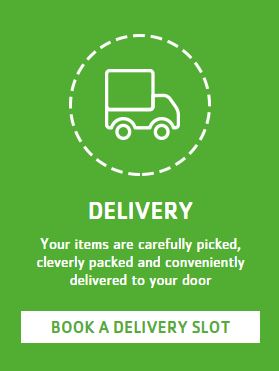 DELIVERY
Your items are carefully picked,
cleverly packed and conveniently
delivered to your door
BOOK A DELIVERY SLOT